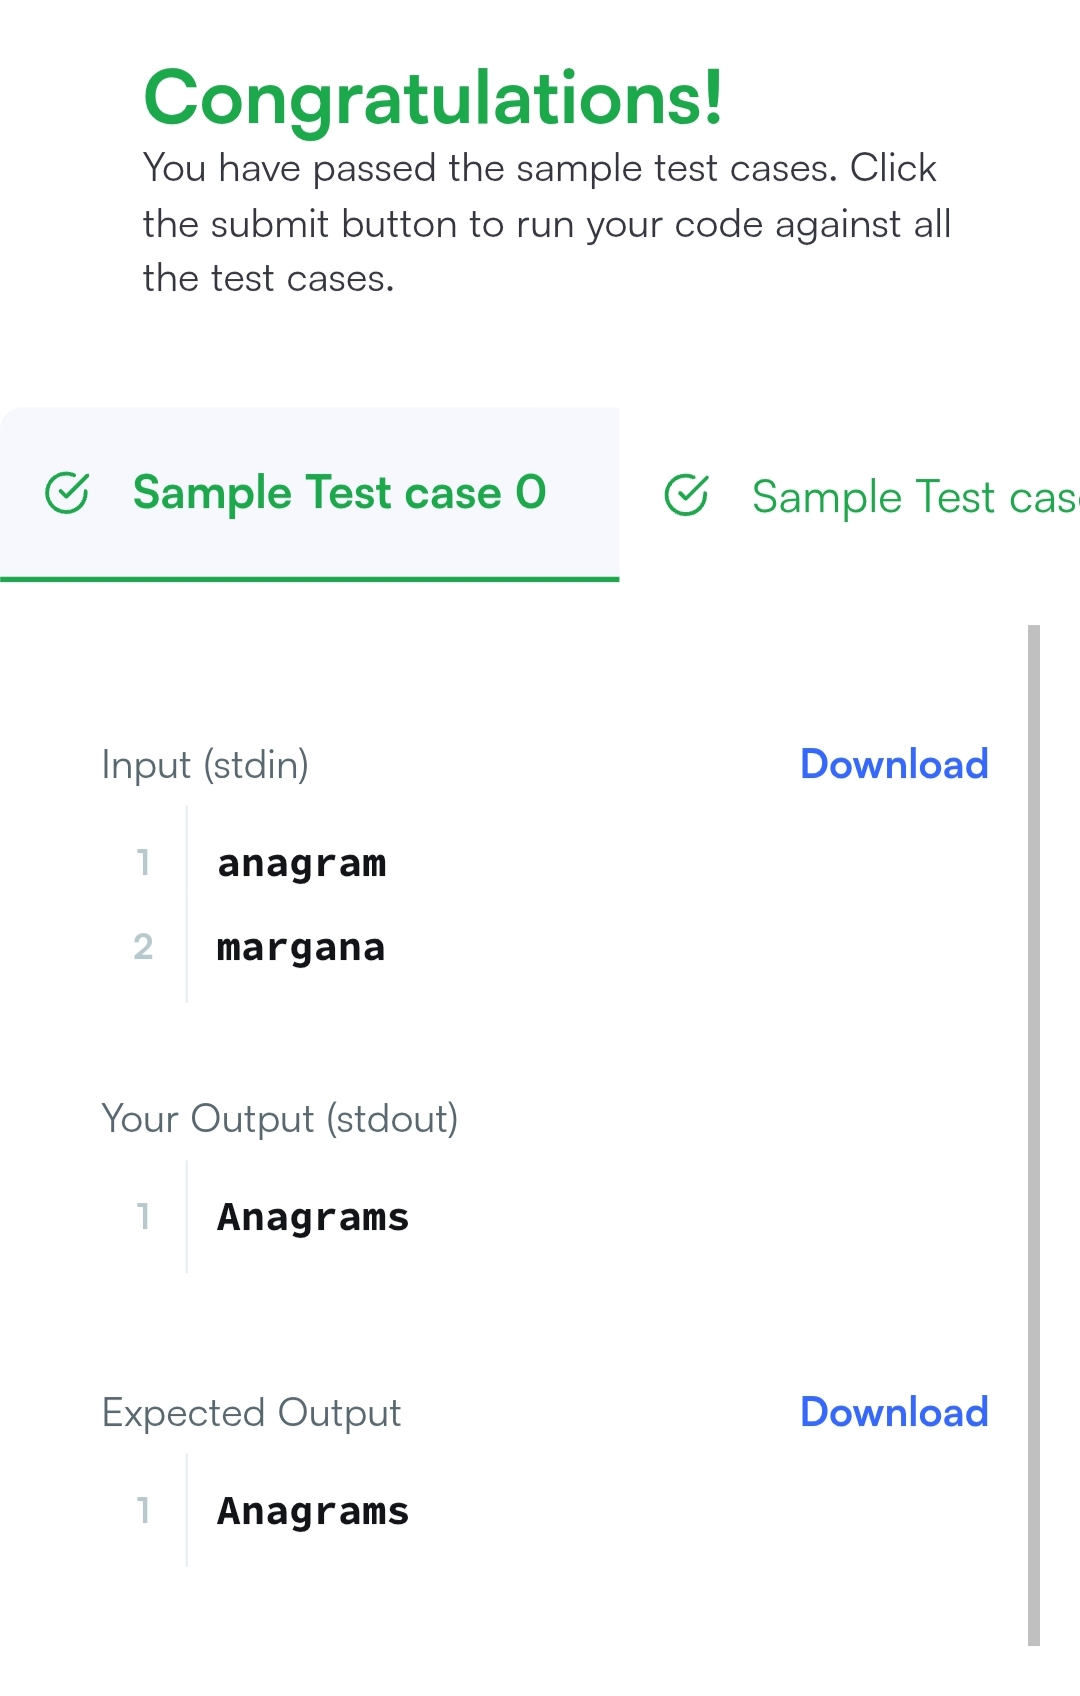 Congratulations!
You have passed the sample test cases. Click
the submit button to run your code against all
the test cases.
Sample Test case 0
Sample Test
Input (stdin)
Download
1 anagram
2 margana
Your Output (stdout)
1 Anagrams
Expected Output
Download
1 Anagrams